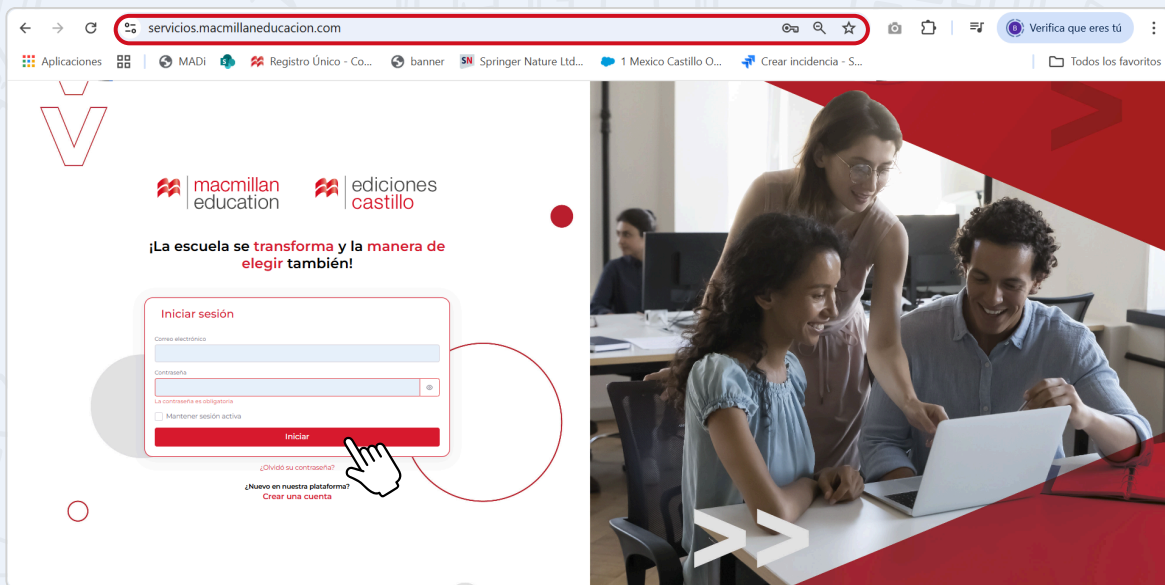 servicios.macmillaneducacion.com
Verifica que eres tú
Aplicaciones
MADi
Registro Único - Co...
banner
SN Springer Nature Ltd...
1 Mexico Castillo O...
Crear incidencia - S...
Todos los favoritos
macmillan
education
ediciones
castillo
¡La escuela se transforma y la manera de
elegir también!
Iniciar sesión
Correo electrónico
Contraseña
La contraseña es obligatoria
Mantener sesión activa
Iniciar
¿Olvidó su contraseña?
¿Nuevo en nuestra plataforma?
Crear una cuenta